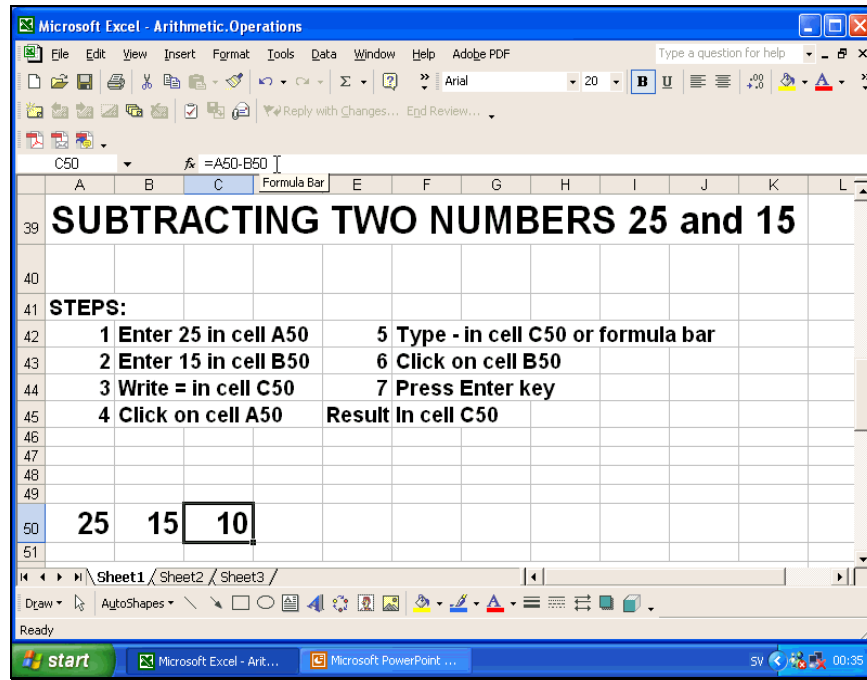 Microsoft Excel - Arithmetic.Operations
File Edit View Insert Format Tools Data Window Help Adobe PDF Type a question for help
Arial 20 B U
Reply with Changes... End Review...
C50 fx =A50-B50
Formula Bar
A B C E F G H I J K L
39 SUBTRACTING TWO NUMBERS 25 and 15
40
41 STEPS:
42 1 Enter 25 in cell A50 5 Type - in cell C50 or formula bar
43 2 Enter 15 in cell B50 6 Click on cell B50
44 3 Write = in cell C50 7 Press Enter key
45 4 Click on cell A50 Result In cell C50
46
47
48
49
50 25 15 10
51
Sheet1 / Sheet2 / Sheet3 /
Draw AutoShapes A
Ready
start Microsoft Excel - Arit... Microsoft PowerPoint ... SV 00:35